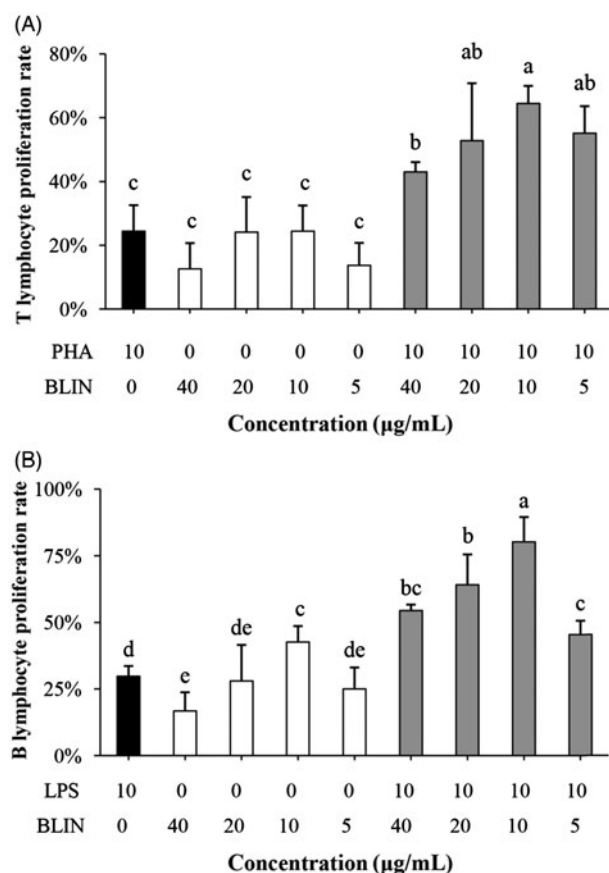 (A)
T lymphocyte proliferation rate
80%
60%
40%
20%
0%
c c c c c b ab a ab
PHA 10 0 0 0 0 10 10 10 10
BLIN 0 40 20 10 5 40 20 10 5
Concentration (μg/mL)
(B)
B lymphocyte proliferation rate
100%
75%
50%
25%
0%
d e de c de bc b a c
LPS 10 0 0 0 0 10 10 10 10
BLIN 0 40 20 10 5 40 20 10 5
Concentration (μg/mL)